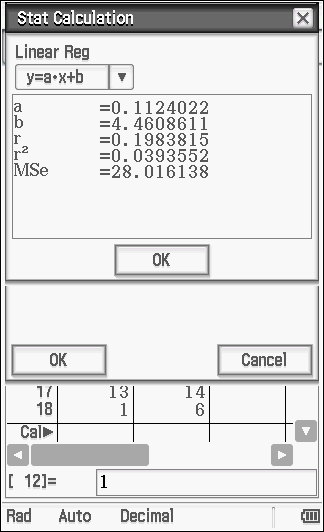 Stat Calculation
Linear Reg
y=a•x+b
a =0.1124022
b =4.4608611
r =0.1983815
r² =0.0393552
MSe =28.016138
OK
OK Cancel
17 13 14
18 1 6
Cal▶
[ 12]= 1
Rad Auto Decimal